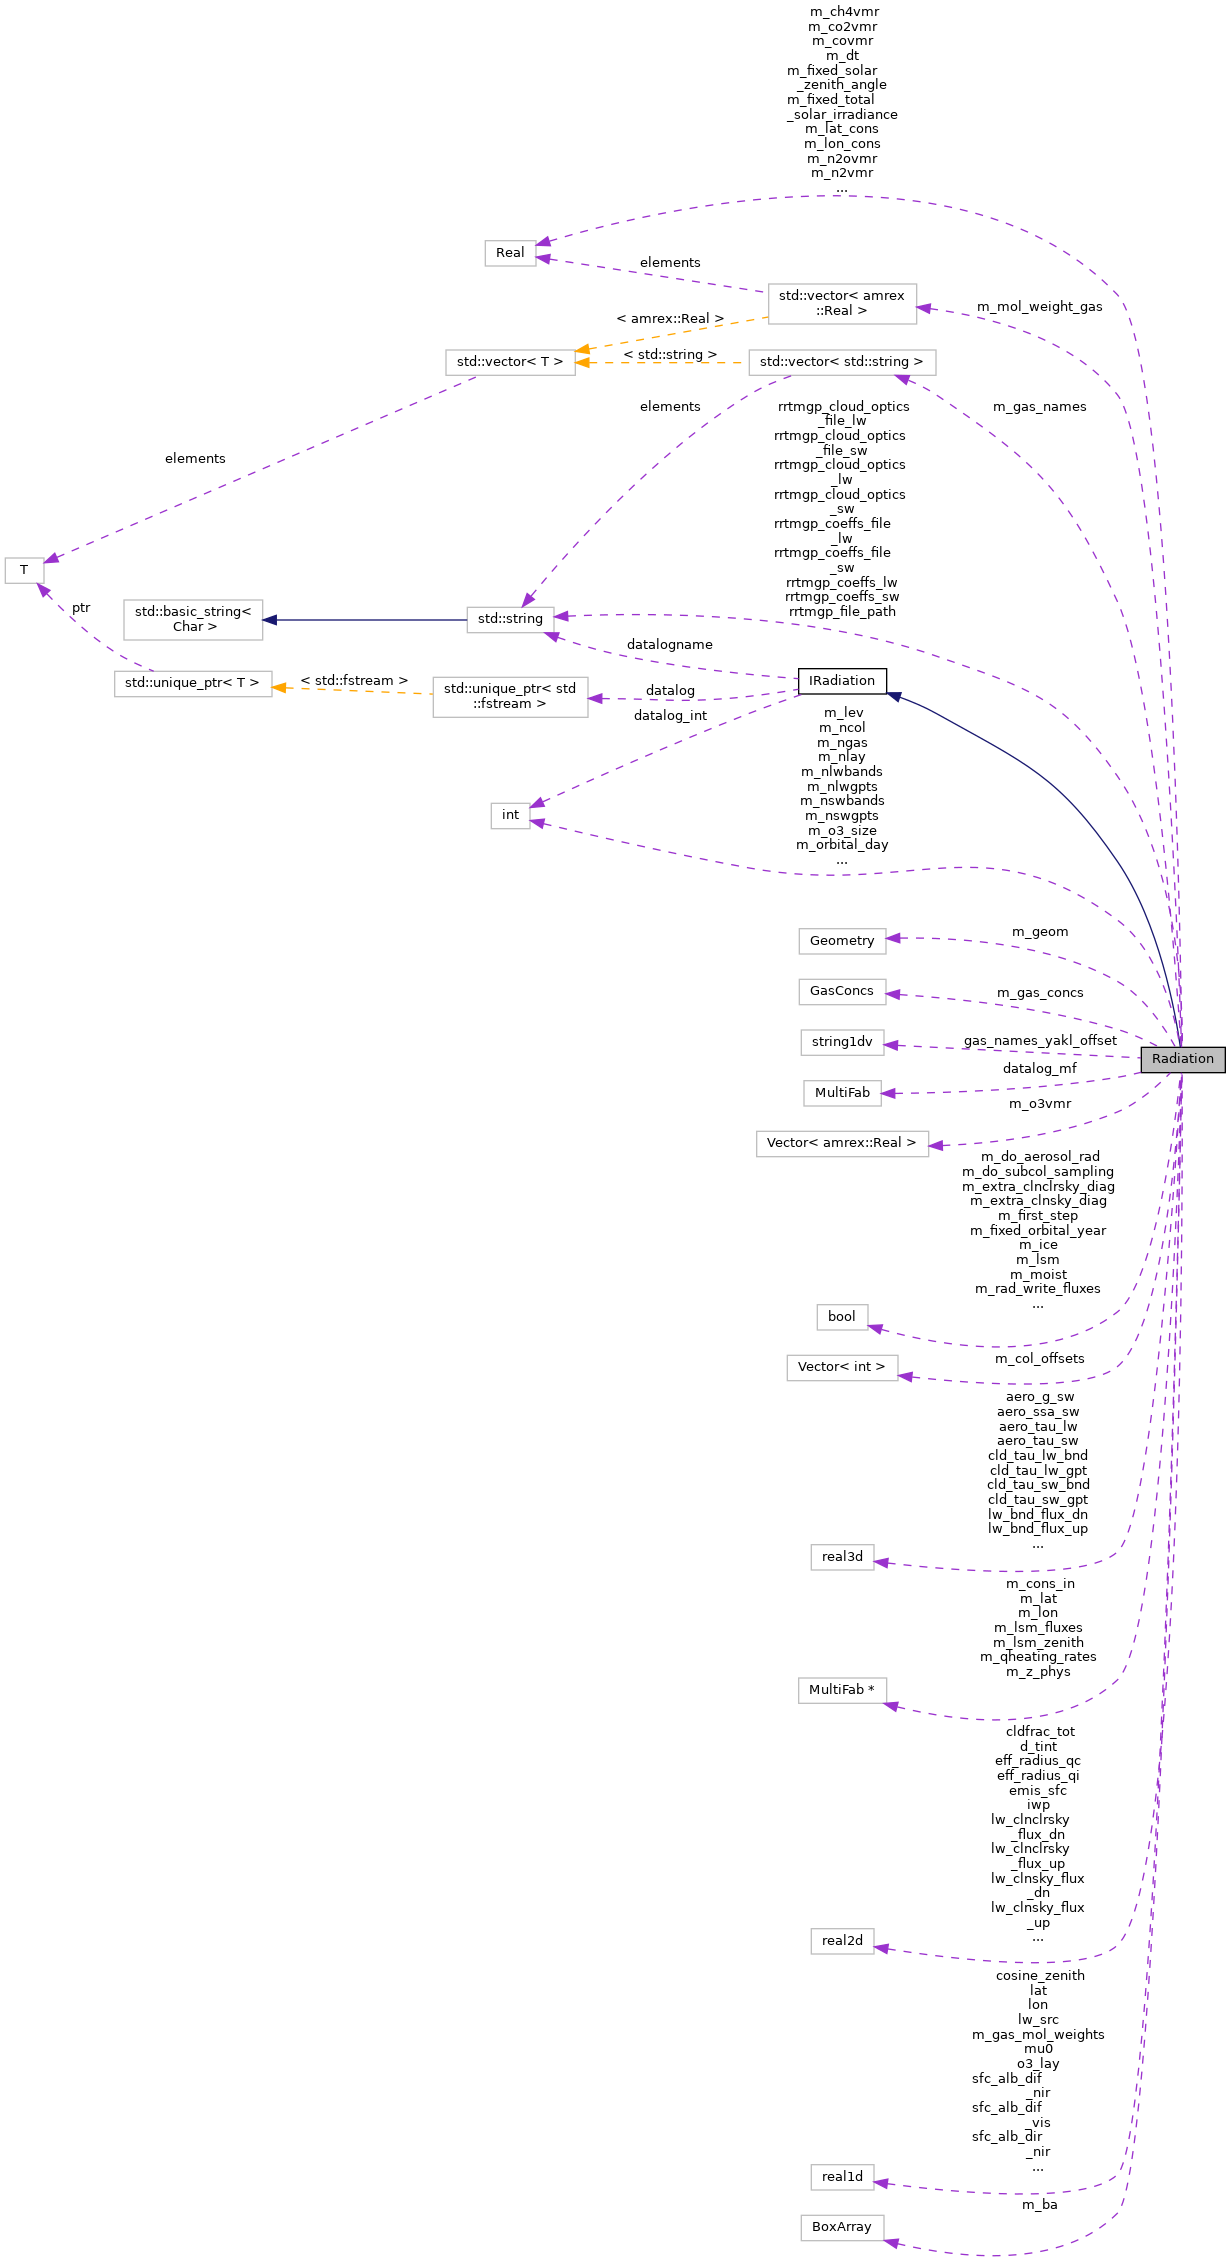 m_ch4vmr
m_co2vmr
m_covmr
m_dt
m_fixed_solar
_zenith_angle
m_fixed_total
_solar_irradiance
m_lat_cons
m_lon_cons
m_n2ovmr
m_n2vmr
...
Real
elements
std::vector< amrex
::Real >
m_mol_weight_gas
< amrex::Real >
std::vector< T >
< std::string >
std::vector< std::string >
elements
m_gas_names
elements
rrtmgp_cloud_optics
_file_lw
rrtmgp_cloud_optics
_file_sw
rrtmgp_cloud_optics
_lw
rrtmgp_cloud_optics
_sw
rrtmgp_coeffs_file
_lw
rrtmgp_coeffs_file
_sw
rrtmgp_coeffs_lw
rrtmgp_coeffs_sw
rrtmgp_file_path
T
ptr
std::basic_string<
Char >
std::string
datalogname
IRadiation
std::unique_ptr< T >
< std::fstream >
std::unique_ptr< std
::fstream >
datalog
datalog_int
m_lev
m_ncol
m_ngas
m_nlay
m_nlwbands
m_nlwgpts
m_nswbands
m_nswgpts
m_o3_size
m_orbital_day
...
int
Geometry
m_geom
GasConcs
m_gas_concs
string1dv
gas_names_yakl_offset
Radiation
MultiFab
datalog_mf
Vector< amrex::Real >
m_o3vmr
m_do_aerosol_rad
m_do_subcol_sampling
m_extra_clnclrsky_diag
m_extra_clnsky_diag
m_first_step
m_fixed_orbital_year
m_ice
m_lsm
m_moist
m_rad_write_fluxes
...
bool
Vector< int >
m_col_offsets
aero_g_sw
aero_ssa_sw
aero_tau_lw
aero_tau_sw
cld_tau_lw_bnd
cld_tau_lw_gpt
cld_tau_sw_bnd
cld_tau_sw_gpt
lw_bnd_flux_dn
lw_bnd_flux_up
...
real3d
m_cons_in
m_lat
m_lon
m_lsm_fluxes
m_lsm_zenith
m_qheating_rates
m_z_phys
MultiFab *
cldfrac_tot
d_tint
eff_radius_qc
eff_radius_qi
emis_sfc
iwp
lw_clnclrsky
_flux_dn
lw_clnclrsky
_flux_up
lw_clnsky_flux
_dn
lw_clnsky_flux
_up
...
real2d
cosine_zenith
lat
lon
lw_src
m_gas_mol_weights
mu0
o3_lay
sfc_alb_dif
_nir
sfc_alb_dif
_vis
sfc_alb_dir
_nir
...
real1d
m_ba
BoxArray